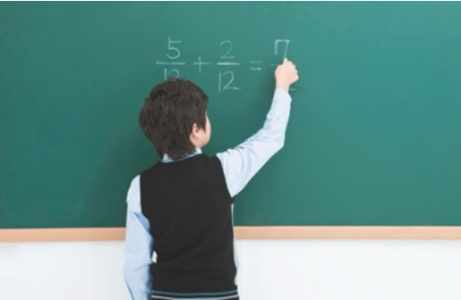 5/12 + 2/12 = 7